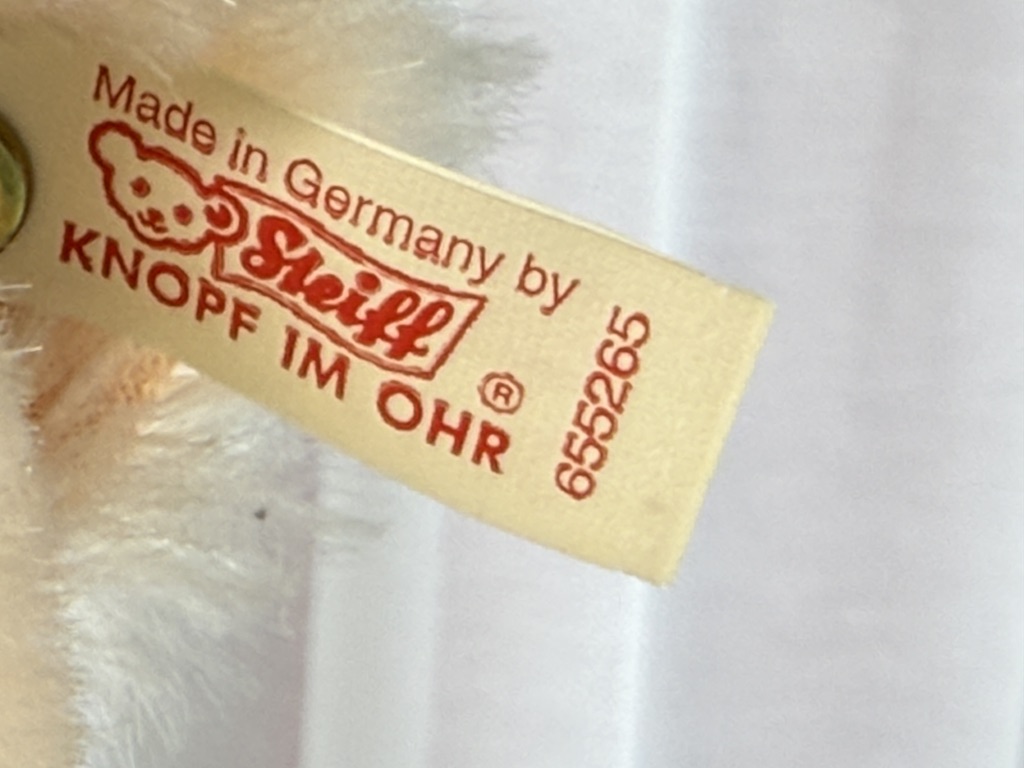 Made in Germany by
Steiff
KNOPF IM OHR ®
655265